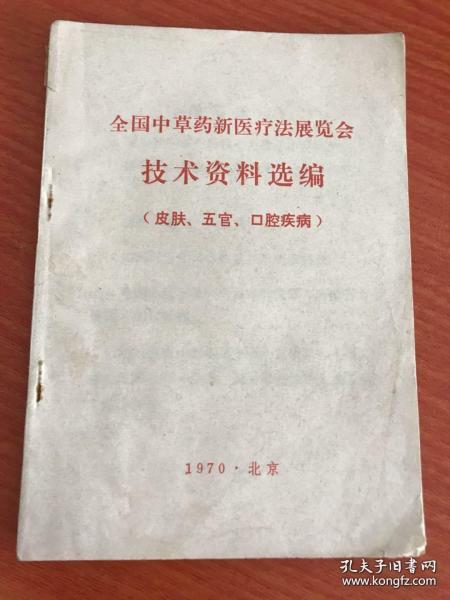 全国中草药新医疗法展览会
技术资料选编
（皮肤、五官、口腔疾病）
1970·北京
孔夫子旧书网
www.kongfz.com